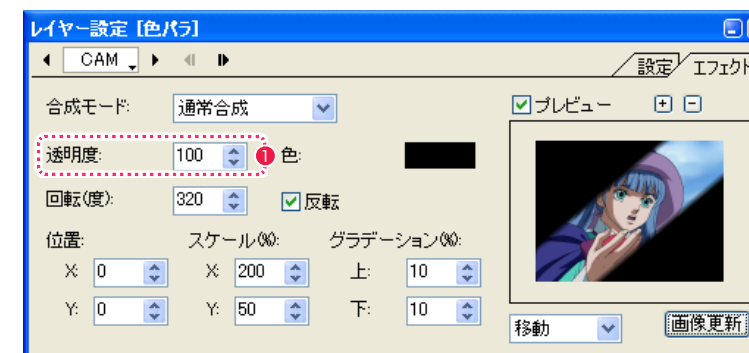 レイヤー設定 [色パラ]
CAM
設定 エフェクト
合成モード: 通常合成
プレビュー
透明度: 100 1 色:
回転(度): 320 反転
位置: スケール(%): グラデーション(%):
X: 0 X: 200 上: 10
Y: 0 Y: 50 下: 10
移動 画像更新